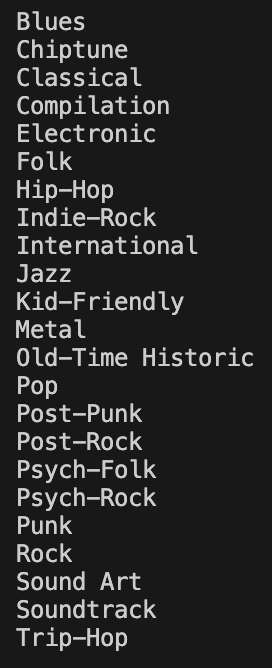 Blues
Chiptune
Classical
Compilation
Electronic
Folk
Hip-Hop
Indie-Rock
International
Jazz
Kid-Friendly
Metal
Old-Time Historic
Pop
Post-Punk
Post-Rock
Psych-Folk
Psych-Rock
Punk
Rock
Sound Art
Soundtrack
Trip-Hop